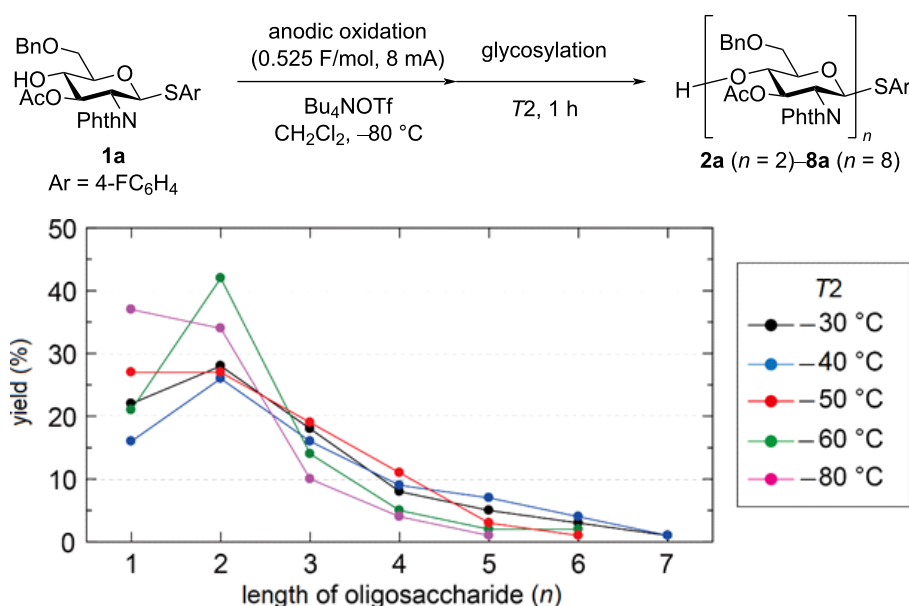 BnO
HO
AcO
O
SAr
PhthN
1a
Ar = 4-FC6H4
anodic oxidation
(0.525 F/mol, 8 mA)
Bu4NOTf
CH2Cl2, –80 °C
glycosylation
T2, 1 h
BnO
H
O
O
AcO
SAr
PhthN
n
2a (n = 2)–8a (n = 8)
50
40
30
20
10
0
yield (%)
1 2 3 4 5 6 7
length of oligosaccharide (n)
T2
–30 °C
–40 °C
–50 °C
–60 °C
–80 °C